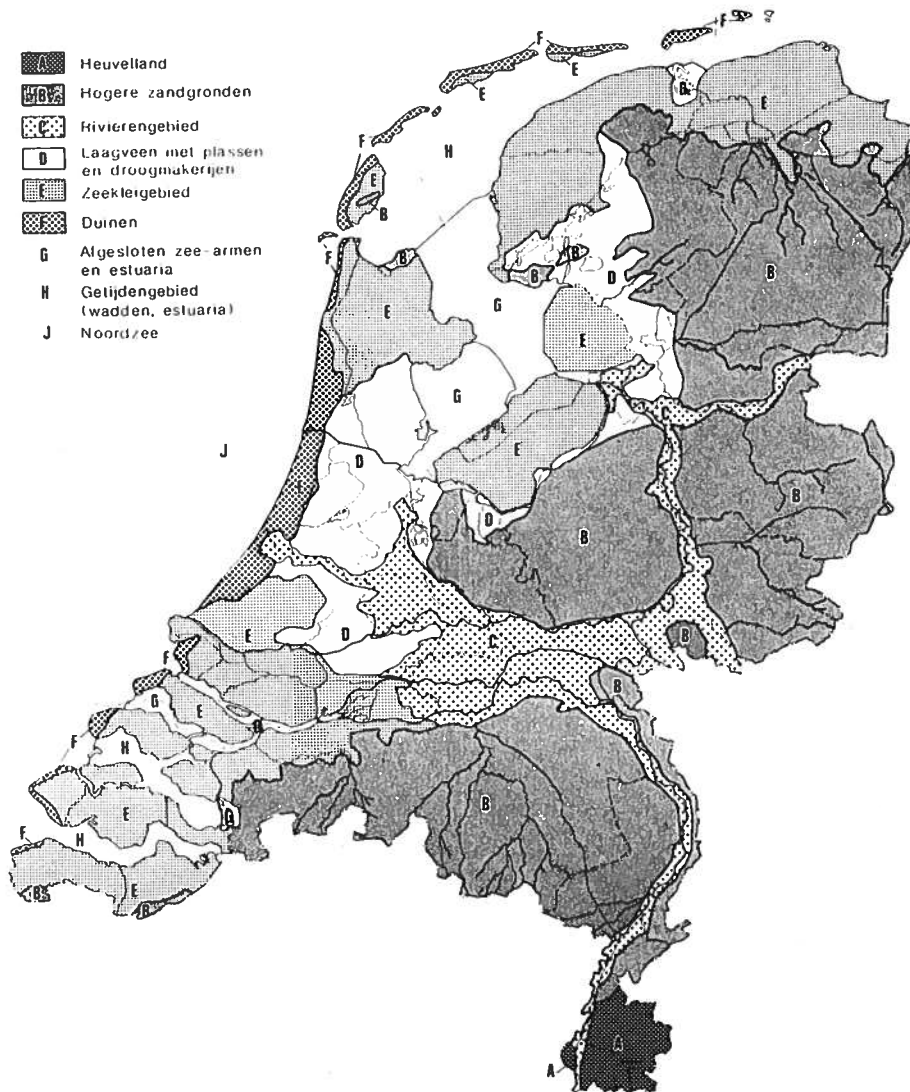 A Heuvelland
B Hogere zandgronden
C Rivierengebied
D Laagveen met plassen
en droogmakerijen
E Zeekleigebied
F Duinen
G Afgesloten zee-armen
en estuaria
H Getijdengebied
(wadden, estuaria)
J Noordzee
F
F
F
E
E
G
E
F
H
E
B
F
B
B
B
D
B
E
G
E
G
C
J
D
E
B
F
D
B
E
D
C
B
F
B
G
E
G
H
F
B
E
G
F
H
B
E
B
A
A